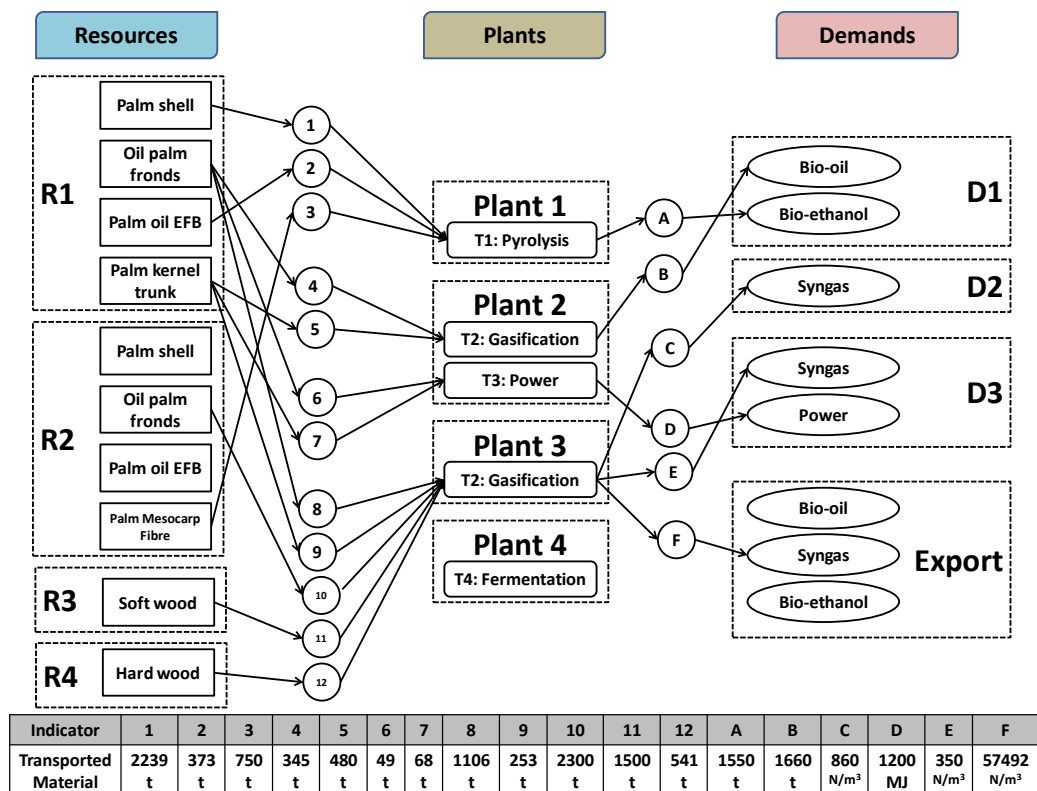 Resources
Plants
Demands
R1
Palm shell
Oil palm
fronds
Palm oil EFB
Palm kernel
trunk
R2
Palm shell
Oil palm
fronds
Palm oil EFB
Palm Mesocarp
Fibre
R3
Soft wood
R4
Hard wood
1
2
3
4
5
6
7
8
9
10
11
12
Plant 1
T1: Pyrolysis
Plant 2
T2: Gasification
T3: Power
Plant 3
T2: Gasification
Plant 4
T4: Fermentation
A
B
C
D
E
F
Bio-oil
Bio-ethanol
D1
Syngas
D2
Syngas
Power
D3
Bio-oil
Syngas
Bio-ethanol
Export
Indicator 1 2 3 4 5 6 7 8 9 10 11 12 A B C D E F
Transported 2239 373 750 345 480 49 68 1106 253 2300 1500 541 1550 1660 860 1200 350 57492
Material t t t t t t t t t t t t t t N/m³ MJ N/m³ N/m³